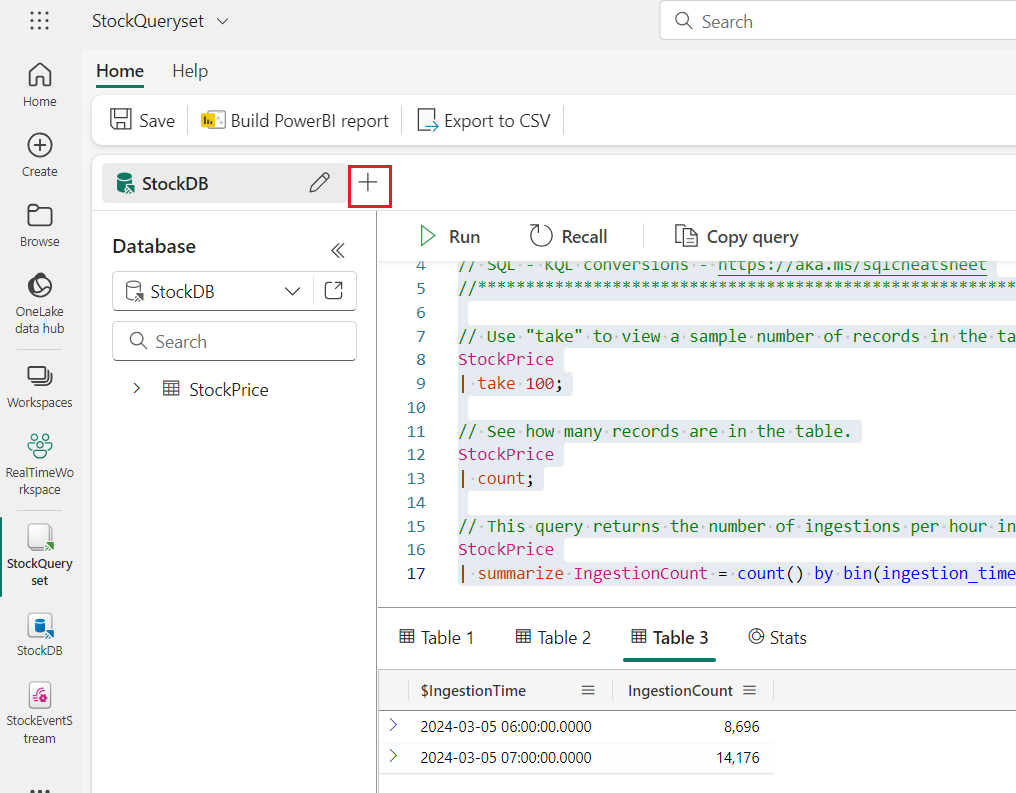 StockQueryset
Search
Home
Help
Save
Build PowerBI report
Export to CSV
Home
Create
Browse
OneLake
data hub
Workspaces
RealTimeWo
rkspace
StockQuery
set
StockDB
StockEventS
tream
StockDB
Database
StockDB
Search
StockPrice
Run
Recall
Copy query
4 // SQL - KQL conversions - https://aka.ms/sqlcheatsheet
5 //********************************************************
6
7 // Use "take" to view a sample number of records in the ta
8 StockPrice
9 | take 100;
10
11 // See how many records are in the table.
12 StockPrice
13 | count;
14
15 // This query returns the number of ingestions per hour in
16 StockPrice
17 | summarize IngestionCount = count() by bin(ingestion_time
Table 1
Table 2
Table 3
Stats
$IngestionTime
IngestionCount
2024-03-05 06:00:00.0000 8,696
2024-03-05 07:00:00.0000 14,176